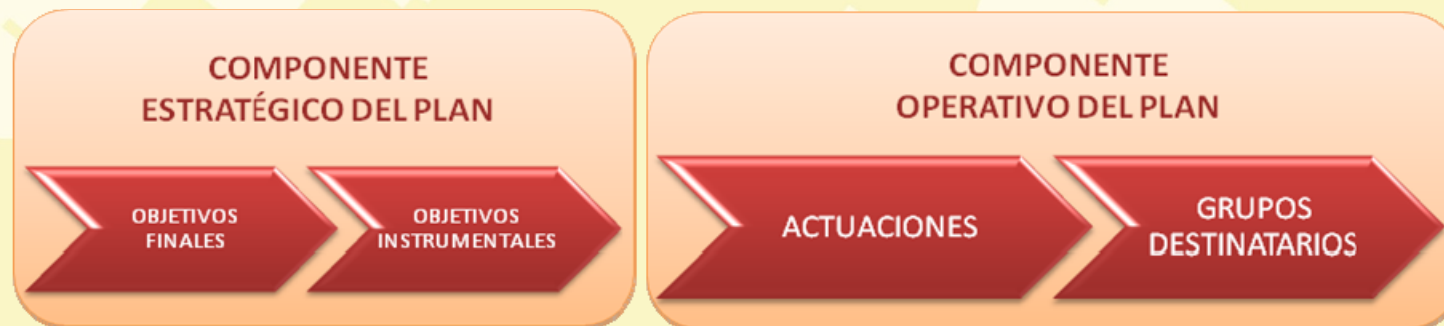 COMPONENTE
ESTRATÉGICO DEL PLAN
OBJETIVOS
FINALES
OBJETIVOS
INSTRUMENTALES
COMPONENTE
OPERATIVO DEL PLAN
ACTUACIONES
GRUPOS
DESTINATARIOS